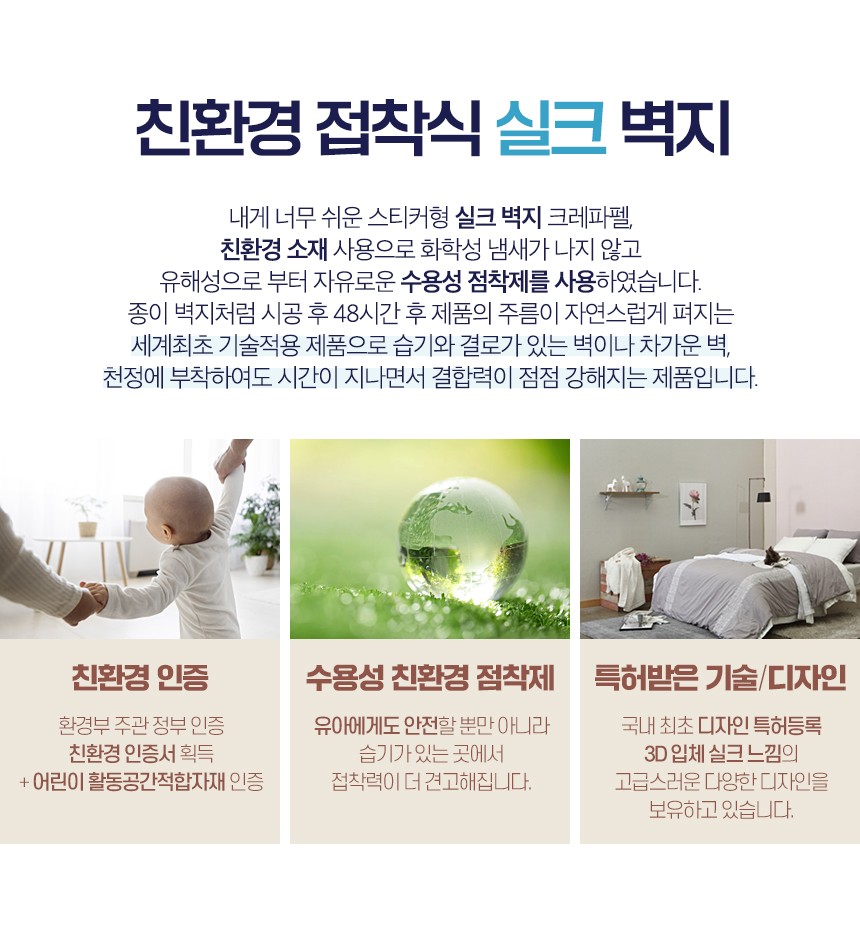 친환경 접착식 실크 벽지
내게 너무 쉬운 스티커형 실크 벽지 크레파펠,
친환경 소재 사용으로 화학성 냄새가 나지 않고
유해성으로 부터 자유로운 수용성 점착제를 사용하였습니다.
종이 벽지처럼 시공 후 48시간 후 제품의 주름이 자연스럽게 펴지는
세계최초 기술적용 제품으로 습기와 결로가 있는 벽이나 차가운 벽,
천정에 부착하여도 시간이 지나면서 결합력이 점점 강해지는 제품입니다.
친환경 인증
환경부 주관 정부 인증
친환경 인증서 획득
+ 어린이 활동공간적합자재 인증
수용성 친환경 점착제
유아에게도 안전할 뿐만 아니라
습기가 있는 곳에서
접착력이 더 견고해집니다.
특허받은 기술/디자인
국내 최초 디자인 특허등록
3D 입체 실크 느낌의
고급스러운 다양한 디자인을
보유하고 있습니다.